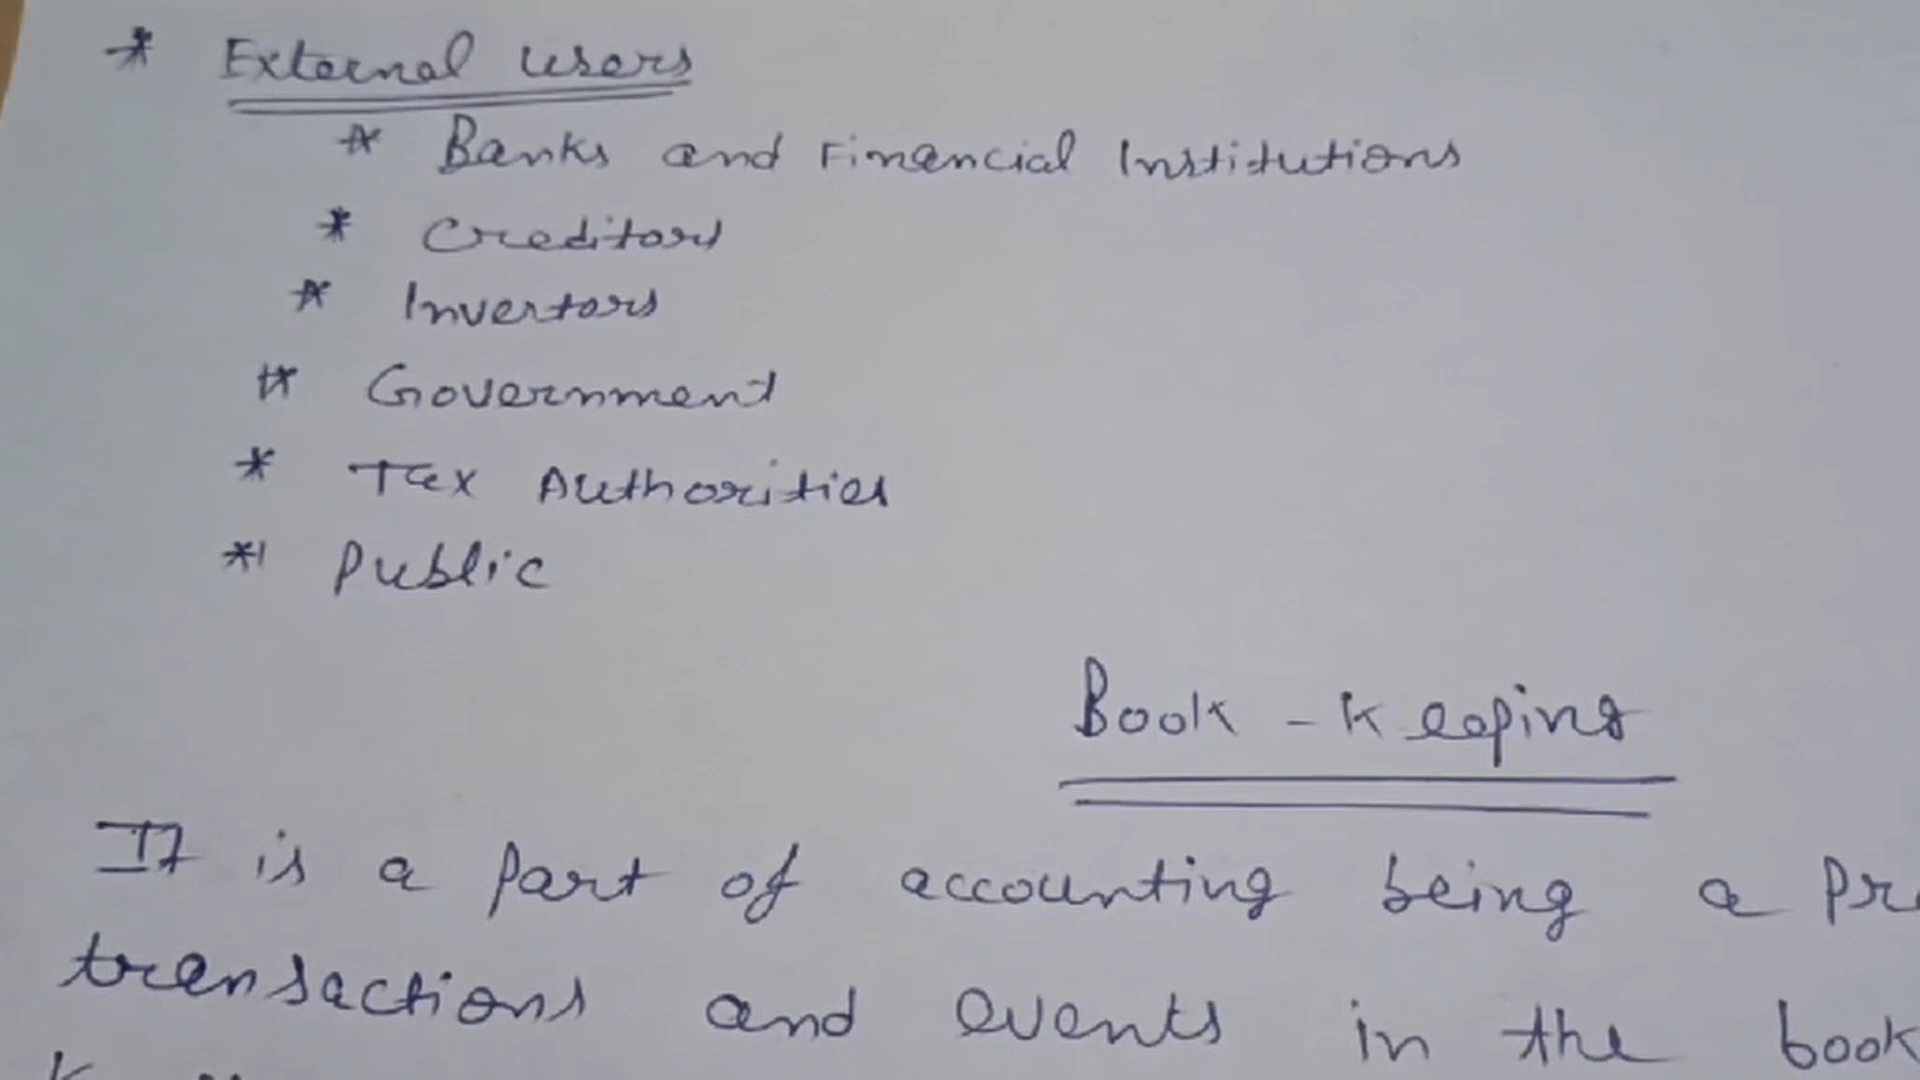 * External users
* Banks and Financial Institutions
* Creditors
* Investors
* Government
* Tax Authorities
* Public
Book - Keeping
It is a part of accounting being a
transactions and events in the book